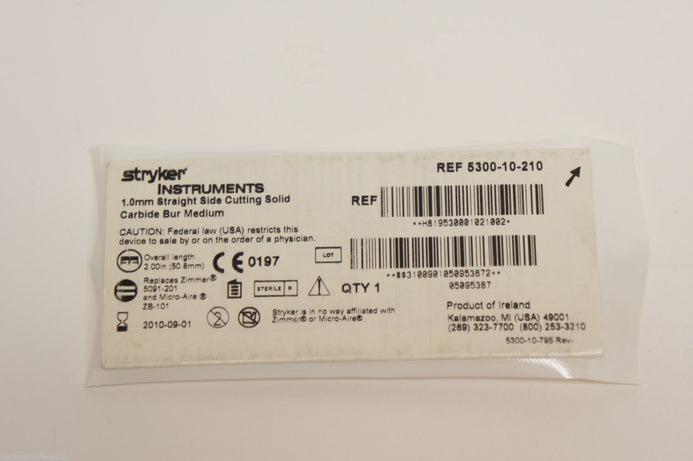 stryker
INSTRUMENTS
1.0mm Straight Side Cutting Solid
Carbide Bur Medium
CAUTION: Federal law (USA) restricts this
device to sale by or on the order of a physician.
Overall length
2.00in (50.8mm)
CE 0197
Replaces Zimmer®
5091-201
and Micro-Aire®
ZB-101
STERILE R
2010-09-01
2
Stryker is in no way affiliated with
Zimmer® or Micro-Aire®
REF 5300-10-210
REF
**H819530001021002*
LOT
**$$3100901050953872**
05095387
QTY 1
Product of Ireland
Kalamazoo, MI (USA) 49001
(269) 323-7700 (800) 253-3210
5300-10-795 Rev-